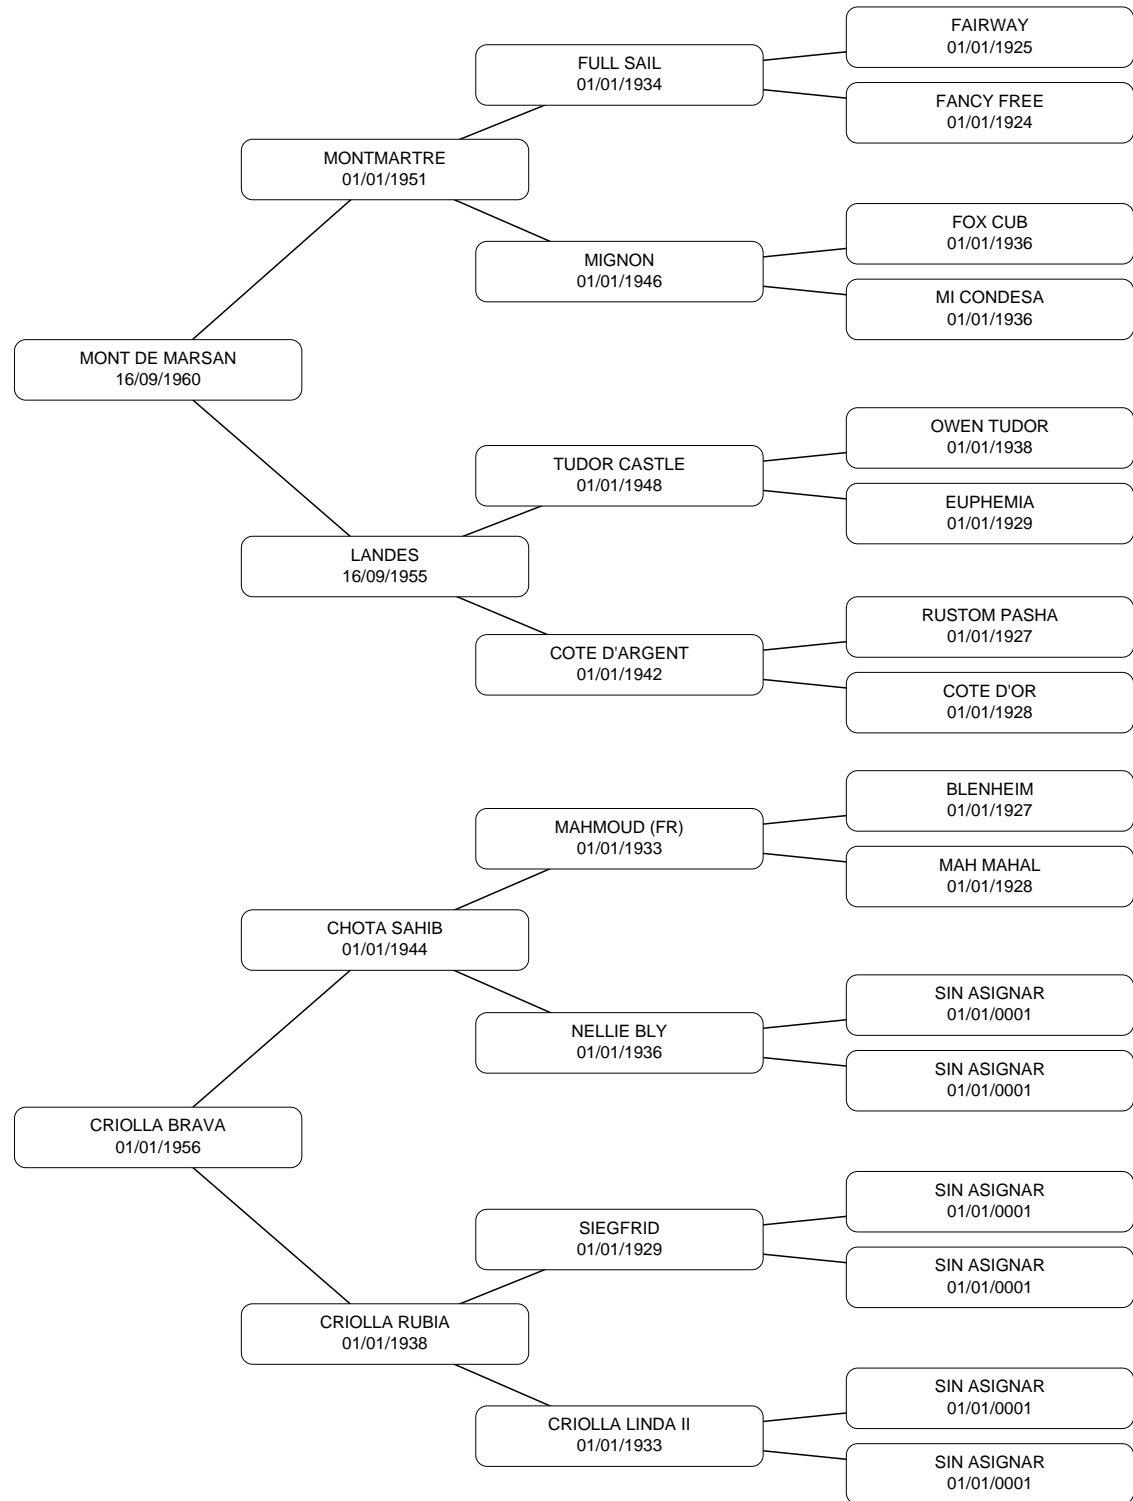 FAIRWAY
01/01/1925
FULL SAIL
01/01/1934
FANCY FREE
01/01/1924
MONTMARTRE
01/01/1951
FOX CUB
01/01/1936
MIGNON
01/01/1946
MI CONDESA
01/01/1936
MONT DE MARSAN
16/09/1960
OWEN TUDOR
01/01/1938
TUDOR CASTLE
01/01/1948
EUPHEMIA
01/01/1929
LANDES
16/09/1955
RUSTOM PASHA
01/01/1927
COTE D'ARGENT
01/01/1942
COTE D'OR
01/01/1928
BLENHEIM
01/01/1927
MAHMOUD (FR)
01/01/1933
MAH MAHAL
01/01/1928
CHOTA SAHIB
01/01/1944
SIN ASIGNAR
01/01/0001
NELLIE BLY
01/01/1936
SIN ASIGNAR
01/01/0001
CRIOLLA BRAVA
01/01/1956
SIN ASIGNAR
01/01/0001
SIEGFRID
01/01/1929
SIN ASIGNAR
01/01/0001
CRIOLLA RUBIA
01/01/1938
SIN ASIGNAR
01/01/0001
CRIOLLA LINDA II
01/01/1933
SIN ASIGNAR
01/01/0001